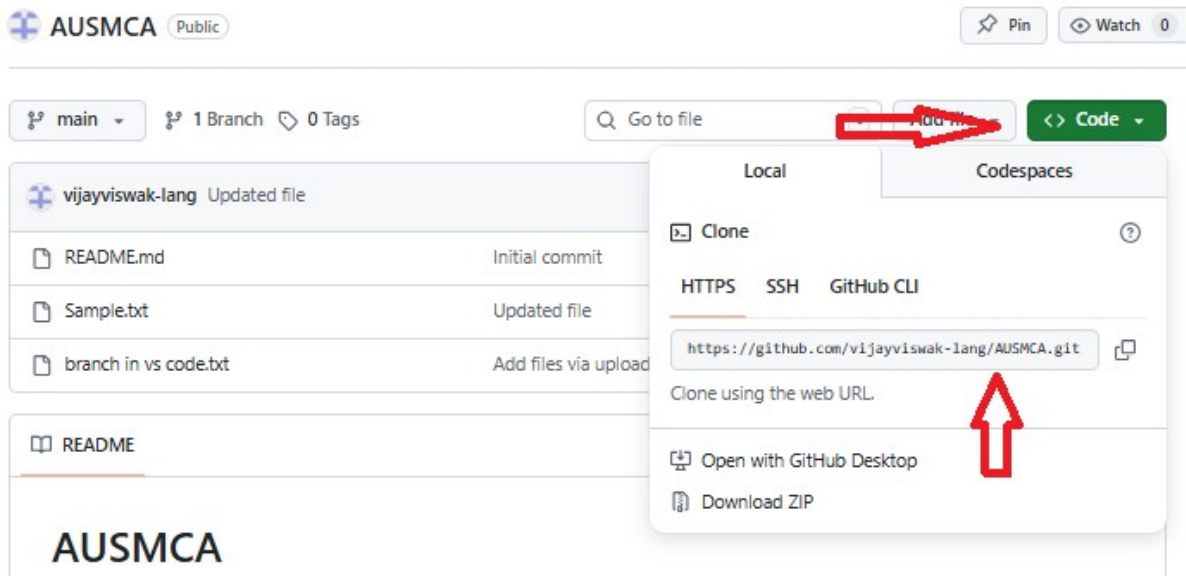 AUSMCA Public
Pin
Watch 0
main
1 Branch
0 Tags
Go to file
Add file
<> Code
vijayviswak-lang Updated file
README.md Initial commit
Sample.txt Updated file
branch in vs code.txt Add files via upload
Local
Codespaces
Clone
HTTPS SSH GitHub CLI
https://github.com/vijayviswak-lang/AUSMCA.git
Clone using the web URL.
Open with GitHub Desktop
Download ZIP
README
AUSMCA